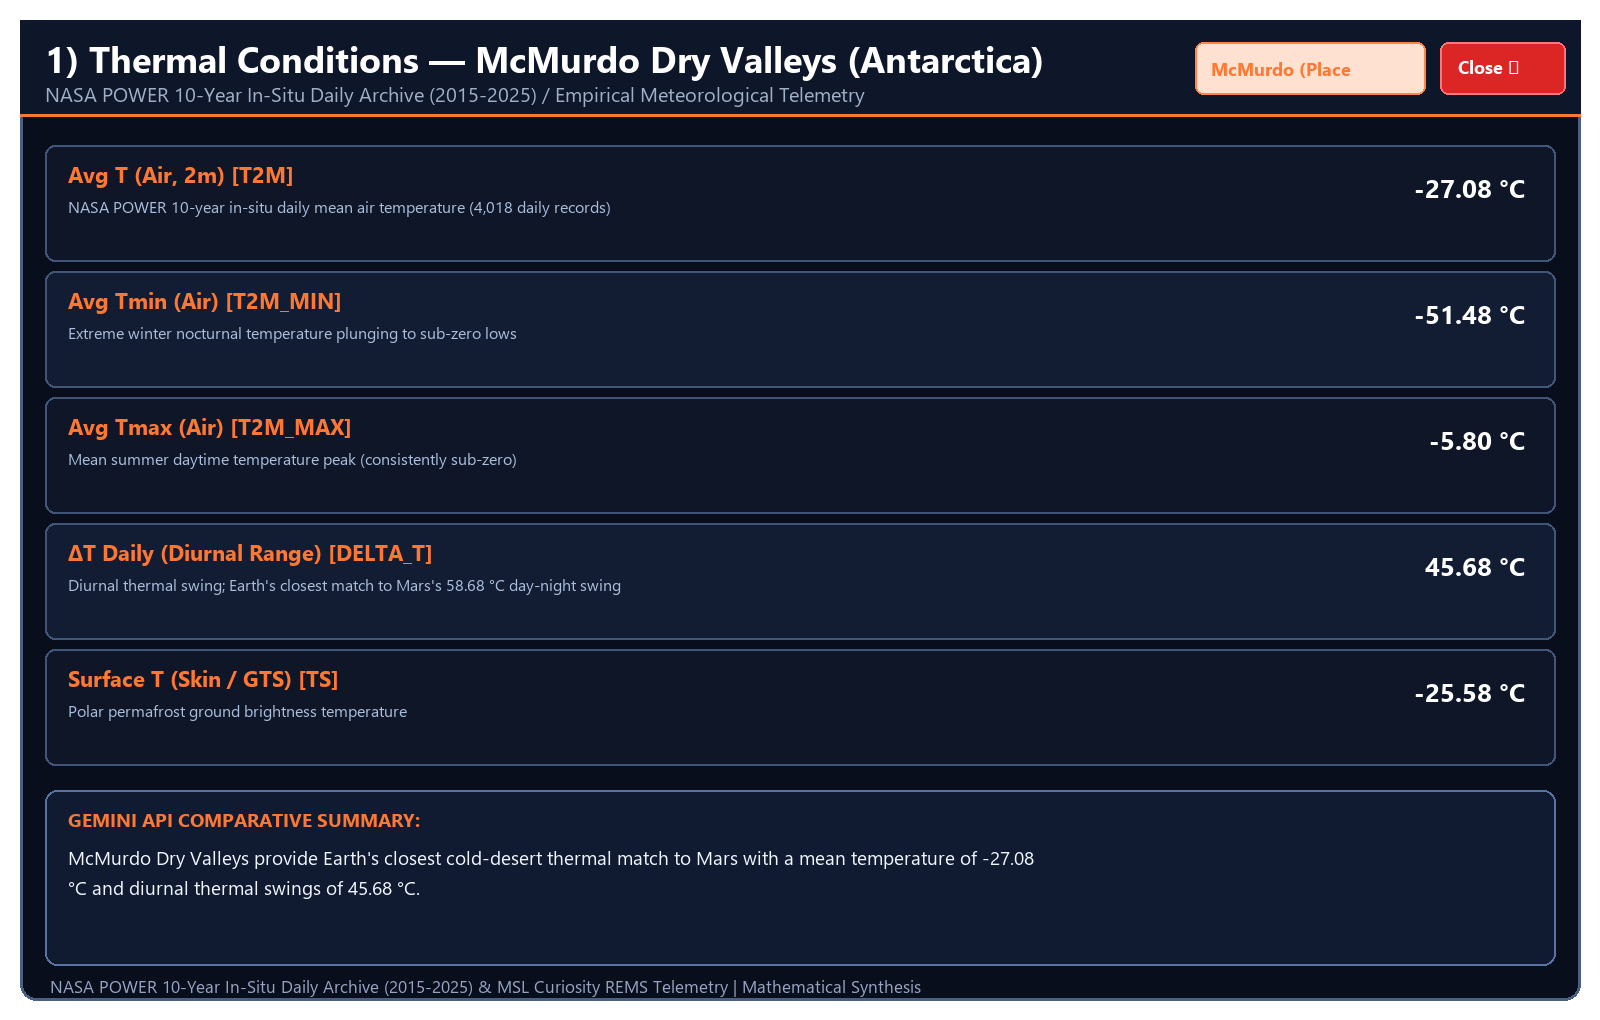 1) Thermal Conditions — McMurdo Dry Valleys (Antarctica)
NASA POWER 10-Year In-Situ Daily Archive (2015-2025) / Empirical Meteorological Telemetry
McMurdo (Place
Close
Avg T (Air, 2m) [T2M]
NASA POWER 10-year in-situ daily mean air temperature (4,018 daily records)
-27.08 °C
Avg Tmin (Air) [T2M_MIN]
Extreme winter nocturnal temperature plunging to sub-zero lows
-51.48 °C
Avg Tmax (Air) [T2M_MAX]
Mean summer daytime temperature peak (consistently sub-zero)
-5.80 °C
ΔT Daily (Diurnal Range) [DELTA_T]
Diurnal thermal swing; Earth's closest match to Mars's 58.68 °C day-night swing
45.68 °C
Surface T (Skin / GTS) [TS]
Polar permafrost ground brightness temperature
-25.58 °C
GEMINI API COMPARATIVE SUMMARY:
McMurdo Dry Valleys provide Earth's closest cold-desert thermal match to Mars with a mean temperature of -27.08
°C and diurnal thermal swings of 45.68 °C.
NASA POWER 10-Year In-Situ Daily Archive (2015-2025) & MSL Curiosity REMS Telemetry | Mathematical Synthesis